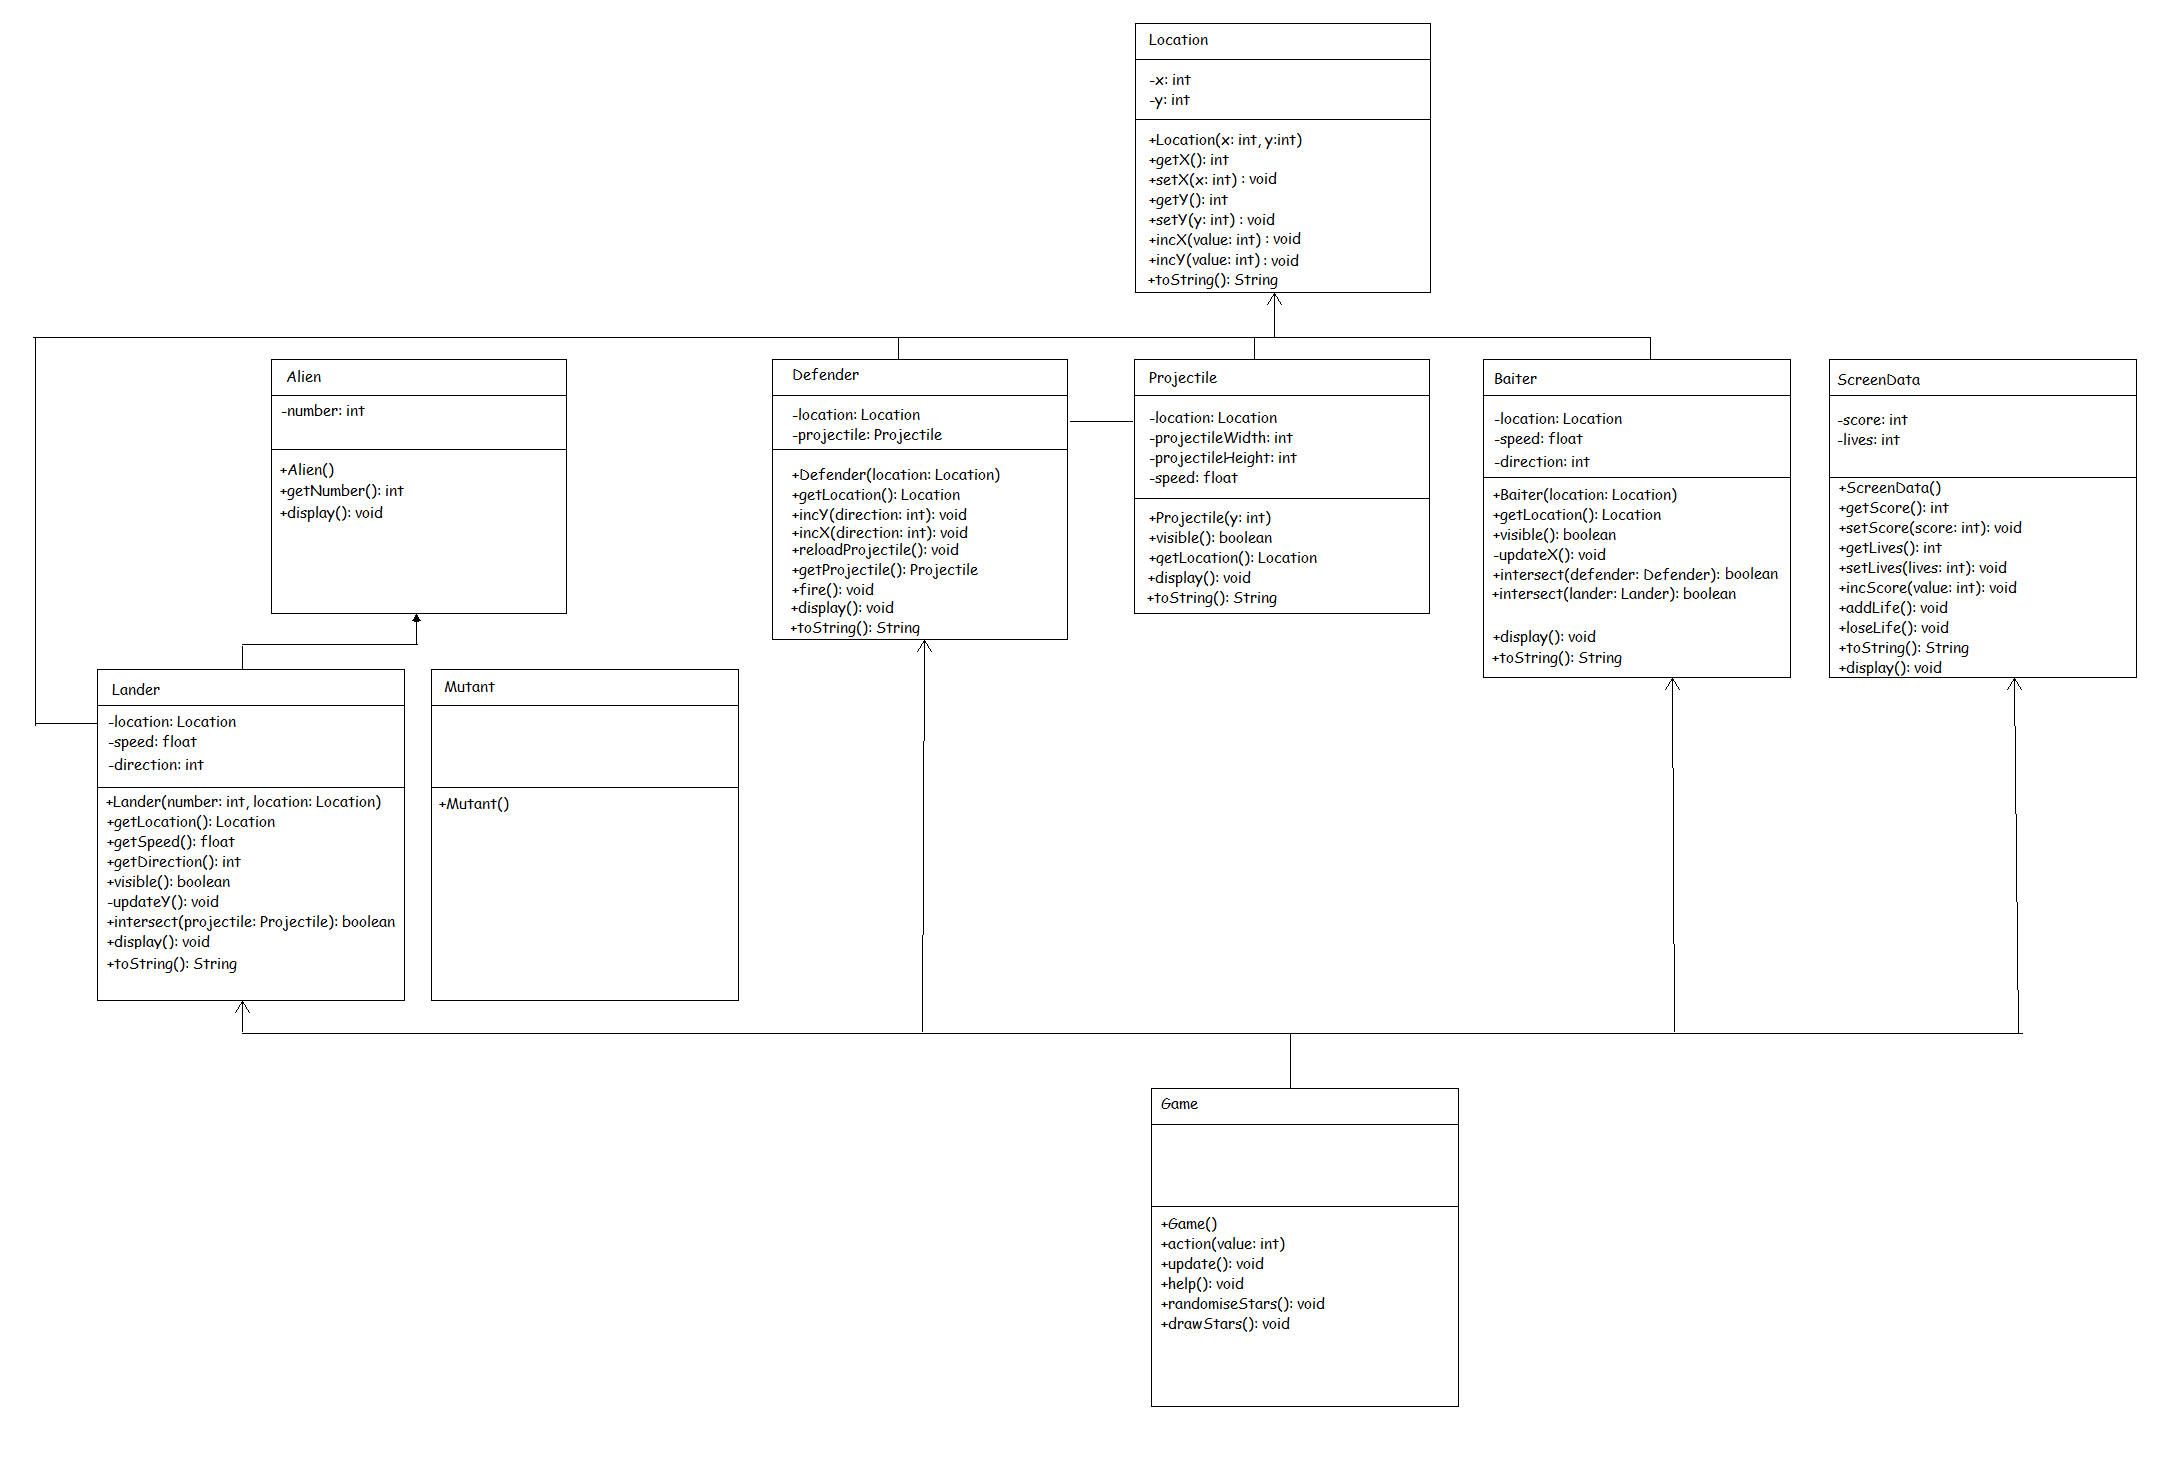 Location
-x: int
-y: int
+Location(x: int, y:int)
+getX(): int
+setX(x: int) : void
+getY(): int
+setY(y: int) : void
+incX(value: int) : void
+incY(value: int) : void
+toString(): String
Alien
-number: int
+Alien()
+getNumber(): int
+display(): void
Defender
-location: Location
-projectile: Projectile
+Defender(location: Location)
+getLocation(): Location
+incY(direction: int): void
+incX(direction: int): void
+reloadProjectile(): void
+getProjectile(): Projectile
+fire(): void
+display(): void
+toString(): String
Projectile
-location: Location
-projectileWidth: int
-projectileHeight: int
-speed: float
+Projectile(y: int)
+visible(): boolean
+getLocation(): Location
+display(): void
+toString(): String
Baiter
-location: Location
-speed: float
-direction: int
+Baiter(location: Location)
+getLocation(): Location
+visible(): boolean
-updateX(): void
+intersect(defender: Defender): boolean
+intersect(lander: Lander): boolean
+display(): void
+toString(): String
ScreenData
-score: int
-lives: int
+ScreenData()
+getScore(): int
+setScore(score: int): void
+getLives(): int
+setLives(lives: int): void
+incScore(value: int): void
+addLife(): void
+loseLife(): void
+toString(): String
+display(): void
Lander
-location: Location
-speed: float
-direction: int
+Lander(number: int, location: Location)
+getLocation(): Location
+getSpeed(): float
+getDirection(): int
+visible(): boolean
-updateY(): void
+intersect(projectile: Projectile): boolean
+display(): void
+toString(): String
Mutant
+Mutant()
Game
+Game()
+action(value: int)
+update(): void
+help(): void
+randomiseStars(): void
+drawStars(): void